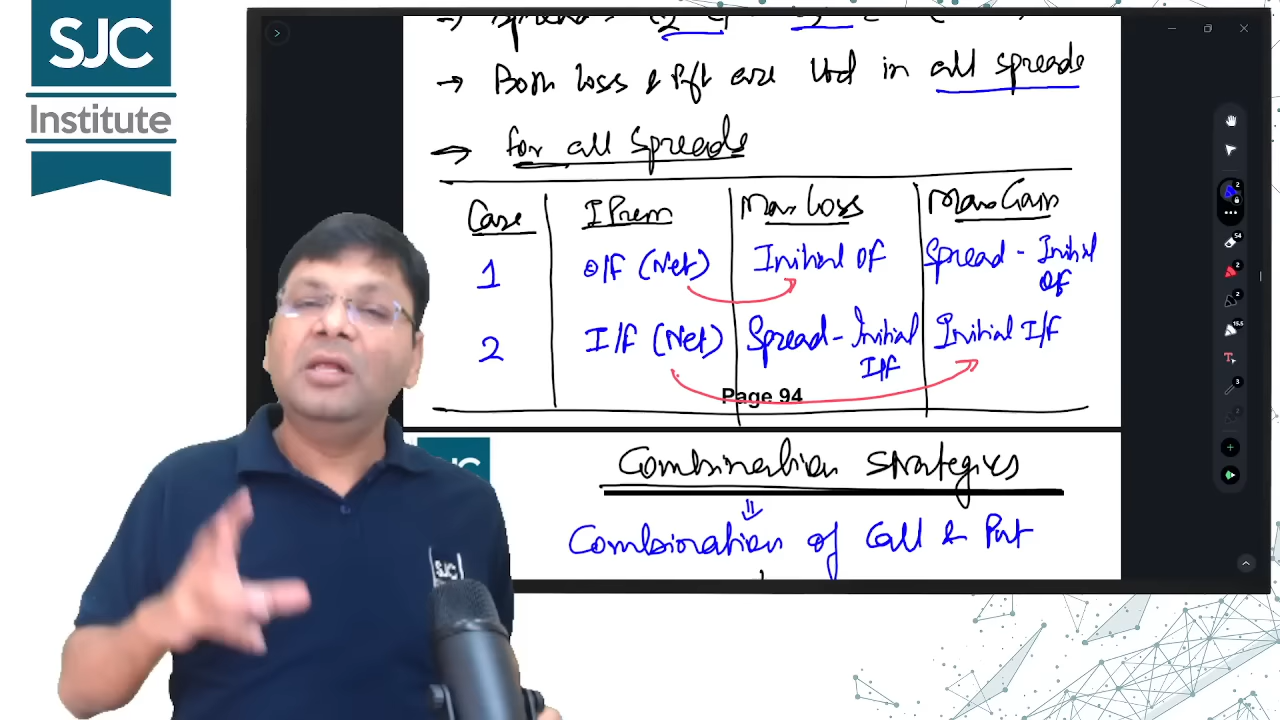 SJC
Institute
→ Both loss & Pft are Ltd in all spreads
→ for all Spreads
Case I Prem Max Loss Max Gain
1 O/F (Net) Initial OF Spread - Initial OF
2 I/F (Net) Spread - Initial I/F Initial I/F
Page 94
SJC
Combination Strategies
Combination of Call & Put
SJC